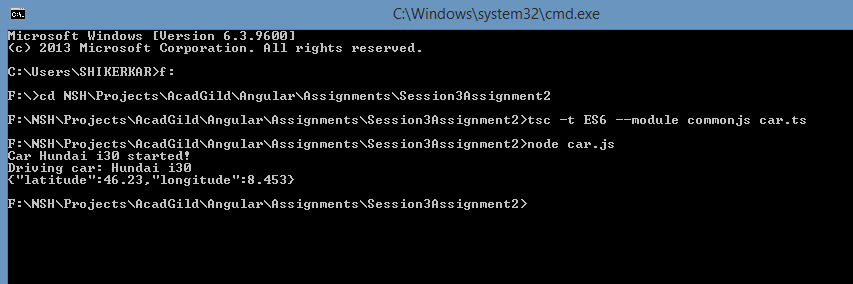 C:\Windows\system32\cmd.exe
Microsoft Windows [Version 6.3.9600]
(c) 2013 Microsoft Corporation. All rights reserved.
C:\Users\SHIKERKAR>f:
F:\>cd NSH\Projects\AcadGild\Angular\Assignments\Session3Assignment2
F:\NSH\Projects\AcadGild\Angular\Assignments\Session3Assignment2>tsc -t ES6 --module commonjs car.ts
F:\NSH\Projects\AcadGild\Angular\Assignments\Session3Assignment2>node car.js
Car Hundai i30 started!
Driving car: Hundai i30
{"latitude":46.23,"longitude":8.453}
F:\NSH\Projects\AcadGild\Angular\Assignments\Session3Assignment2>